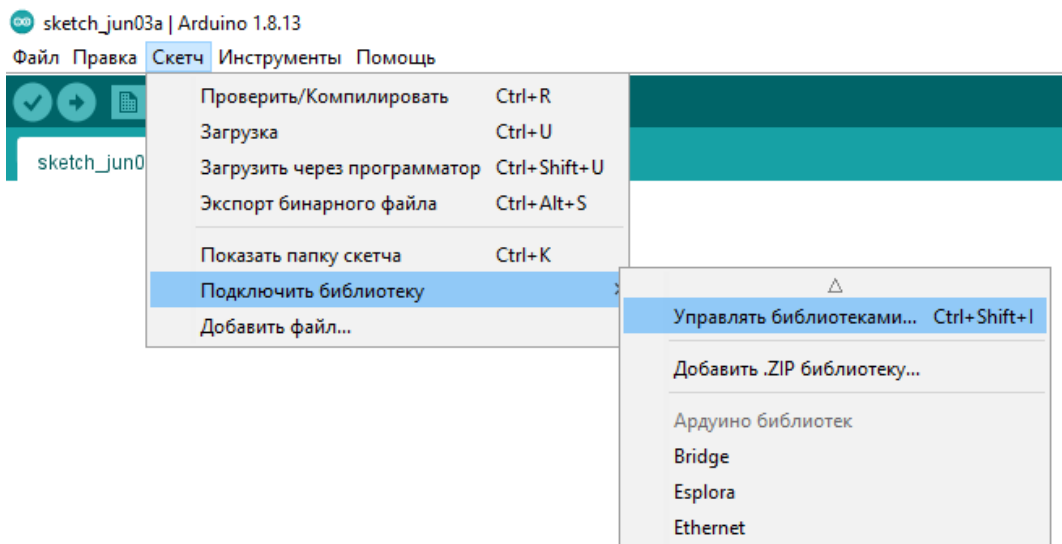 sketch_jun03a | Arduino 1.8.13
Файл Правка Скетч Инструменты Помощь
Проверить/Компилировать Ctrl+R
Загрузка Ctrl+U
sketch_jun0
Загрузить через программатор Ctrl+Shift+U
Экспорт бинарного файла Ctrl+Alt+S
Показать папку скетча Ctrl+K
Подключить библиотеку
Добавить файл...
Управлять библиотеками... Ctrl+Shift+I
Добавить .ZIP библиотеку...
Ардуино библиотек
Bridge
Esplora
Ethernet